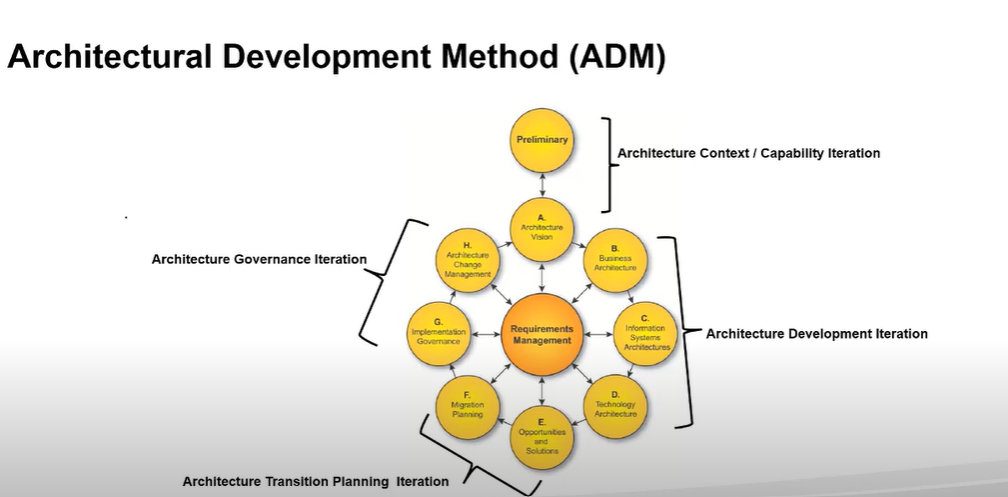 Architectural Development Method (ADM)
Preliminary
Architecture Context / Capability Iteration
A.
Architecture
Vision
H.
Architecture
Change
Management
B.
Business
Architecture
Architecture Governance Iteration
G.
Implementation
Governance
Requirements
Management
C.
Information
Systems
Architectures
Architecture Development Iteration
F.
Migration
Planning
D.
Technology
Architecture
E.
Opportunities
and
Solutions
Architecture Transition Planning Iteration